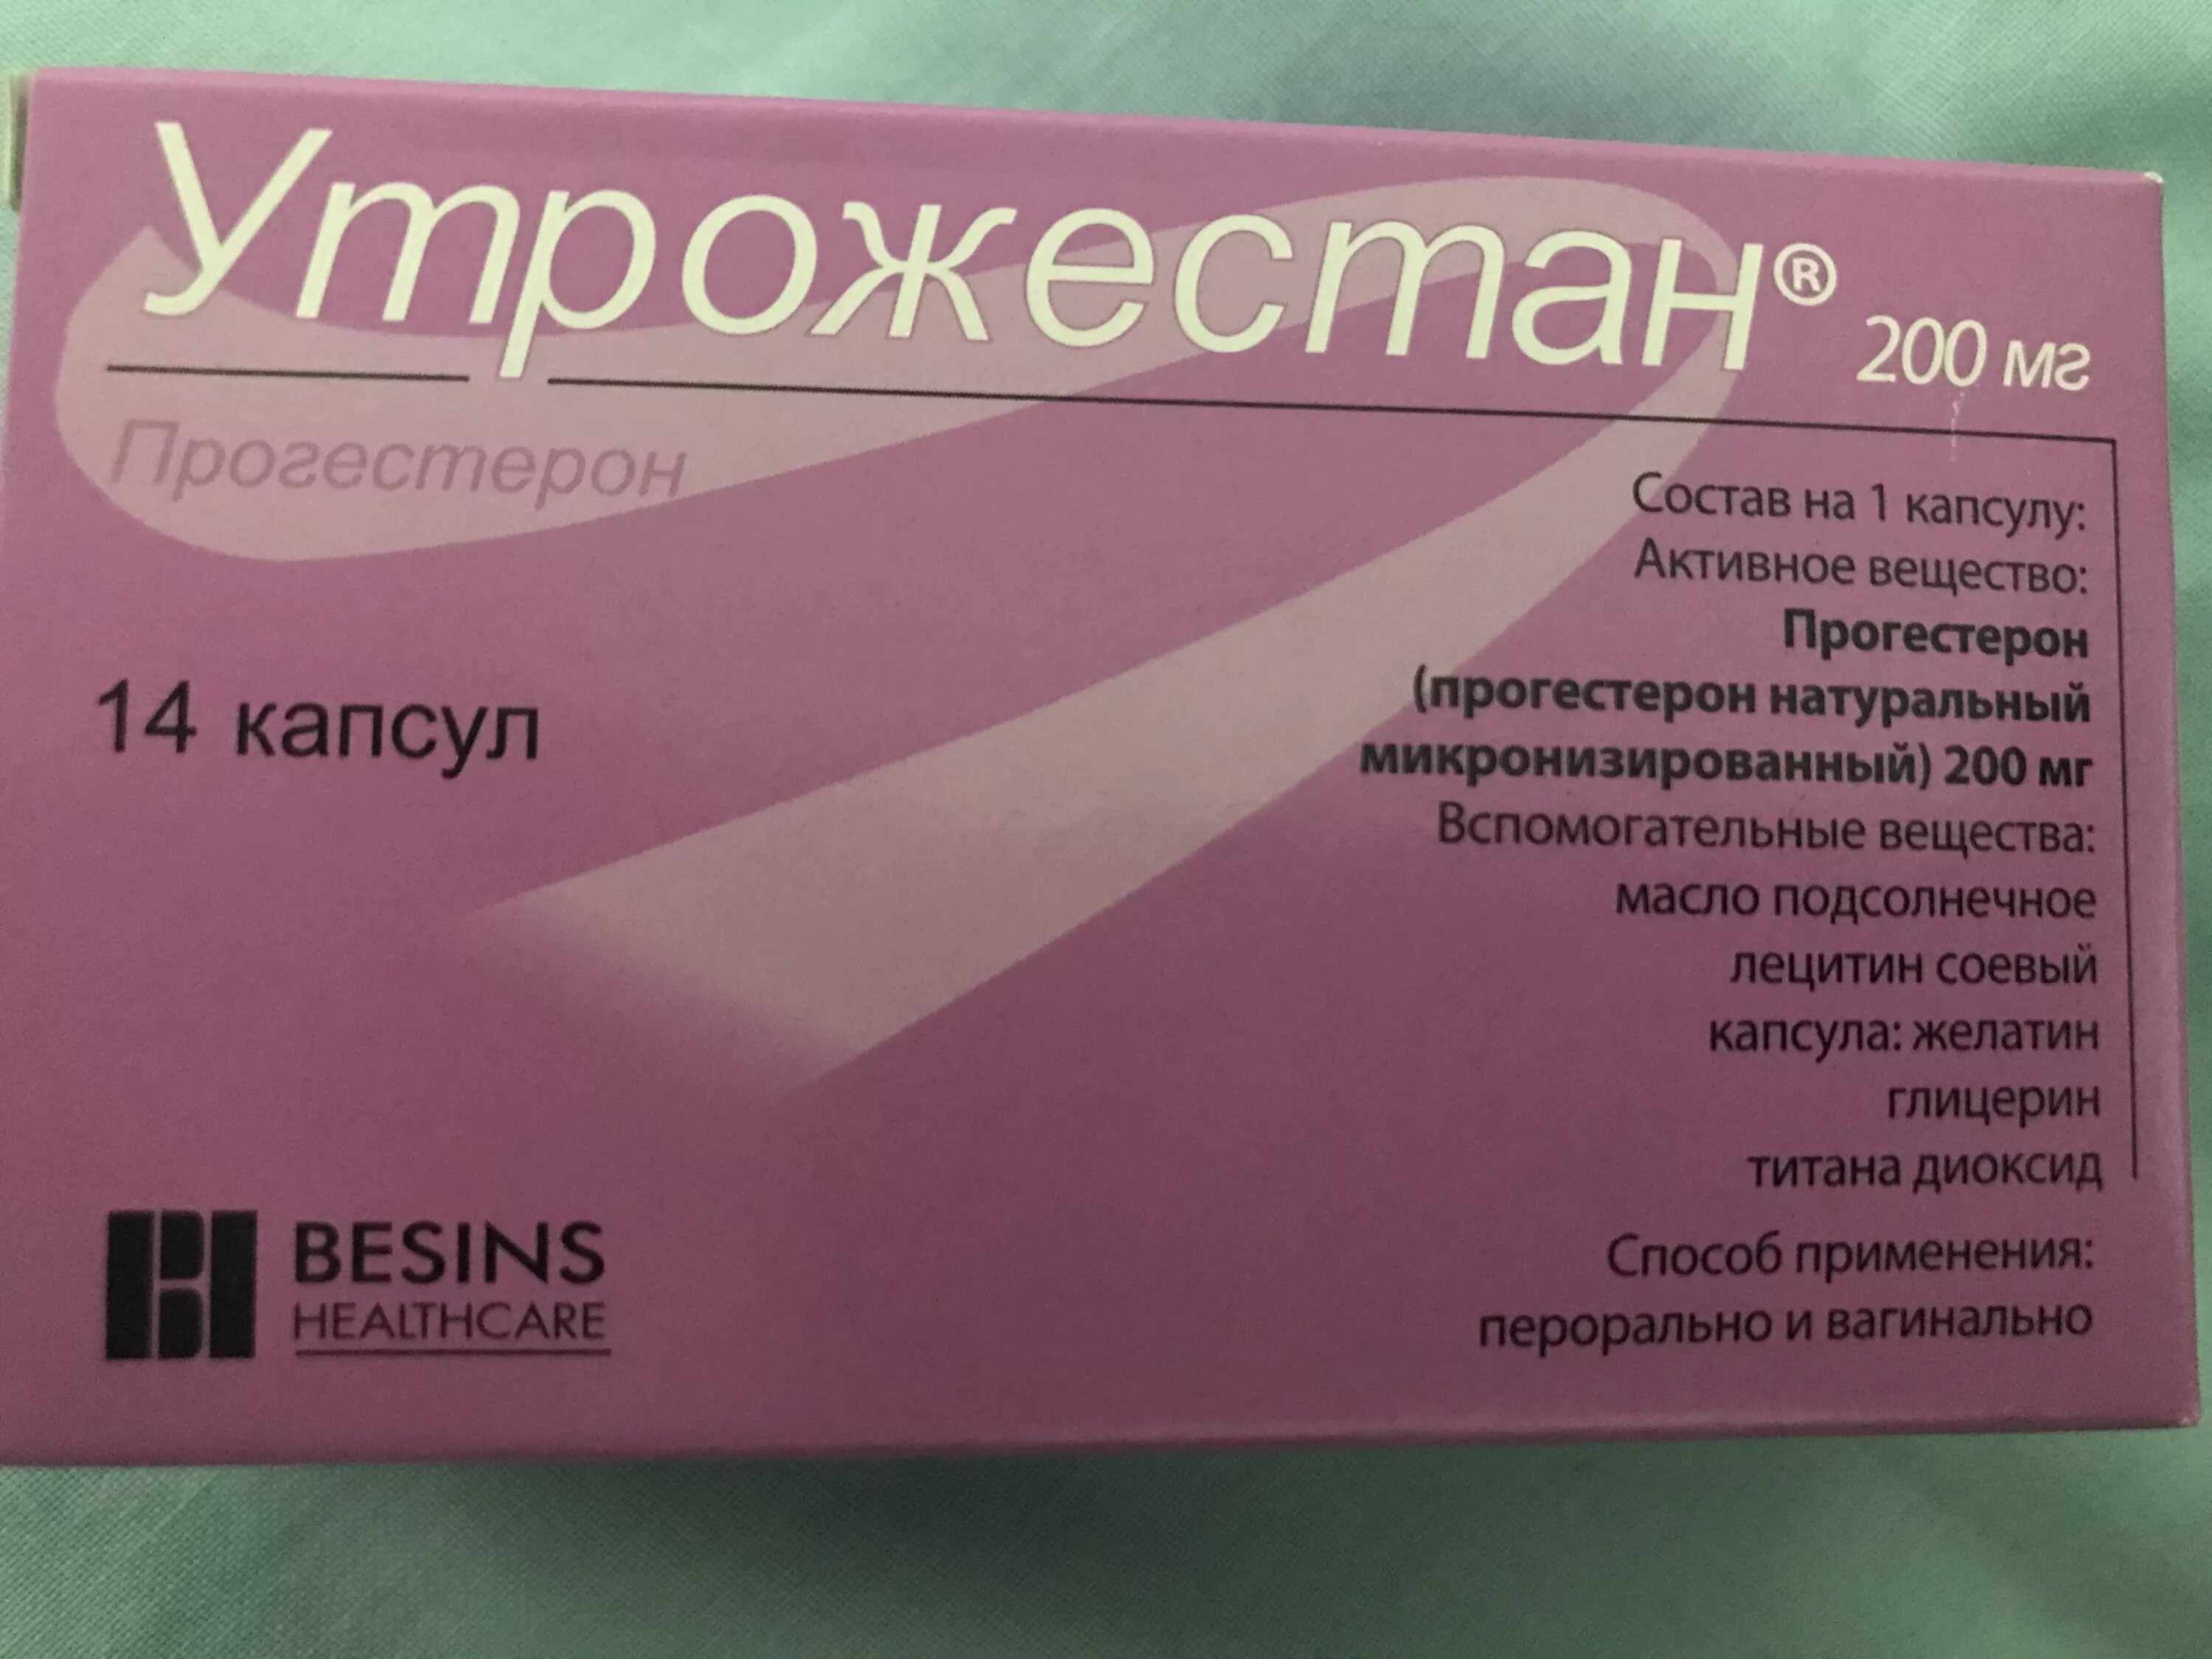 Утрожестан® 200 мг
Прогестерон
14 капсул
Состав на 1 капсулу:
Активное вещество:
Прогестерон
(прогестерон натуральный
микронизированный) 200 мг
Вспомогательные вещества:
масло подсолнечное
лецитин соевый
капсула: желатин
глицерин
титана диоксид
Способ применения:
перорально и вагинально
BESINS
HEALTHCARE